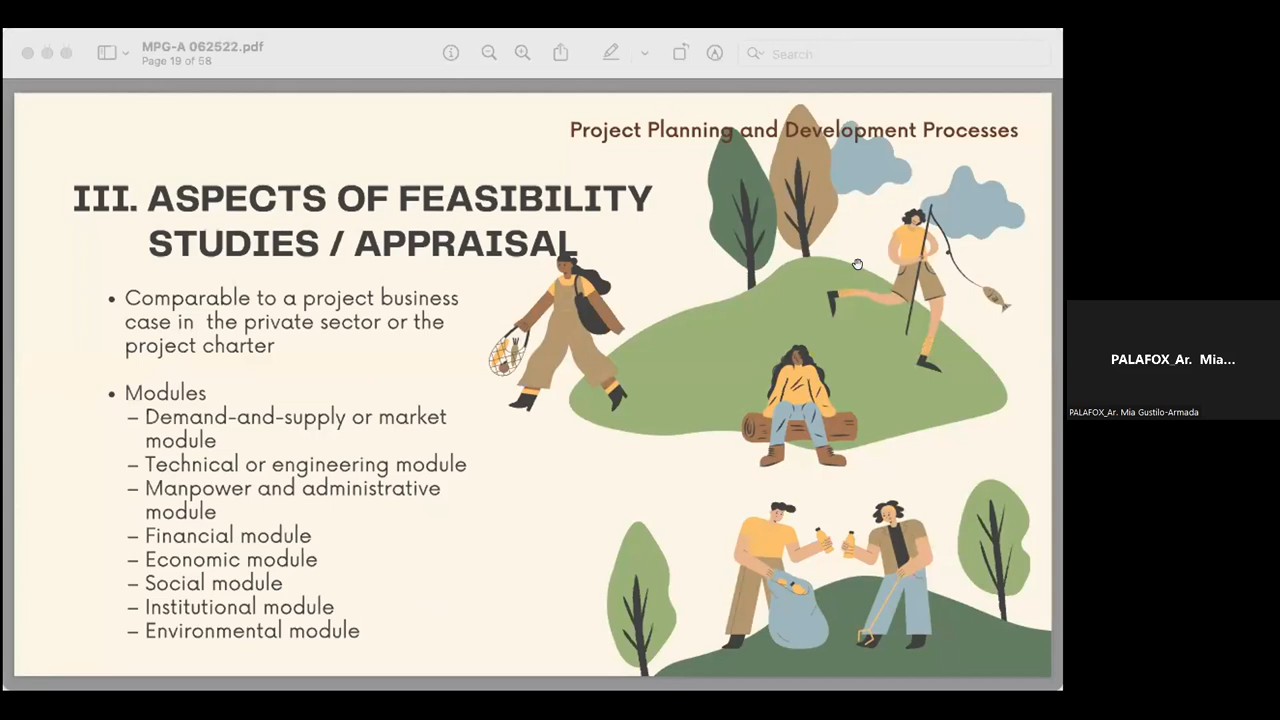 MPG-A 062522.pdf
Page 19 of 58
Search
Project Planning and Development Processes
III. ASPECTS OF FEASIBILITY
STUDIES / APPRAISAL
• Comparable to a project business
case in the private sector or the
project charter
• Modules
– Demand-and-supply or market
module
– Technical or engineering module
– Manpower and administrative
module
– Financial module
– Economic module
– Social module
– Institutional module
– Environmental module
PALAFOX_Ar. Mia...
PALAFOX_Ar. Mia Gustilo-Armada